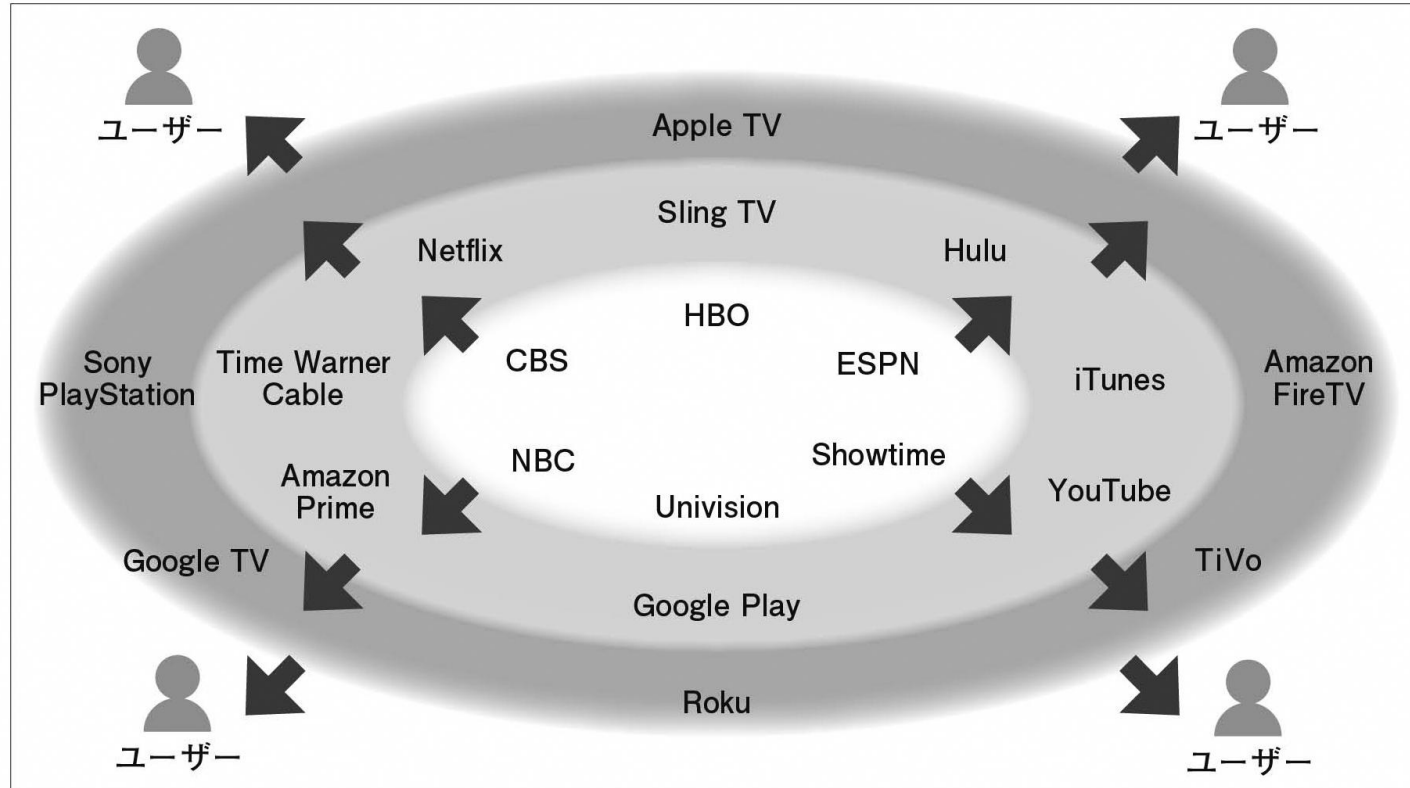 ユーザー
ユーザー
Apple TV
Sling TV
Netflix
Hulu
HBO
CBS
ESPN
Sony
PlayStation
Time Warner
Cable
iTunes
Amazon
FireTV
NBC
Showtime
Amazon
Prime
YouTube
Univision
Google TV
TiVo
Google Play
Roku
ユーザー
ユーザー